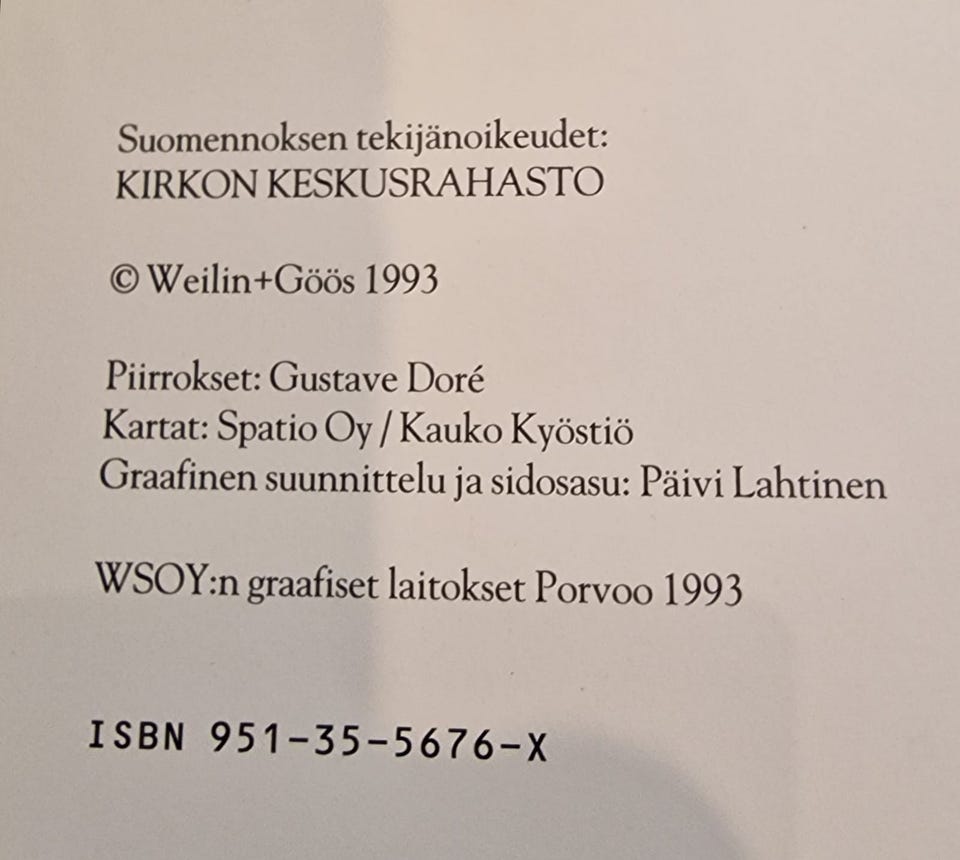 Suomennoksen tekijänoikeudet:
KIRKON KESKUSRAHASTO
© Weilin+Göös 1993
Piirrokset: Gustave Doré
Kartat: Spatio Oy / Kauko Kyöstiö
Graafinen suunnittelu ja sidosasu: Päivi Lahtinen
WSOY:n graafiset laitokset Porvoo 1993
ISBN 951-35-5676-X